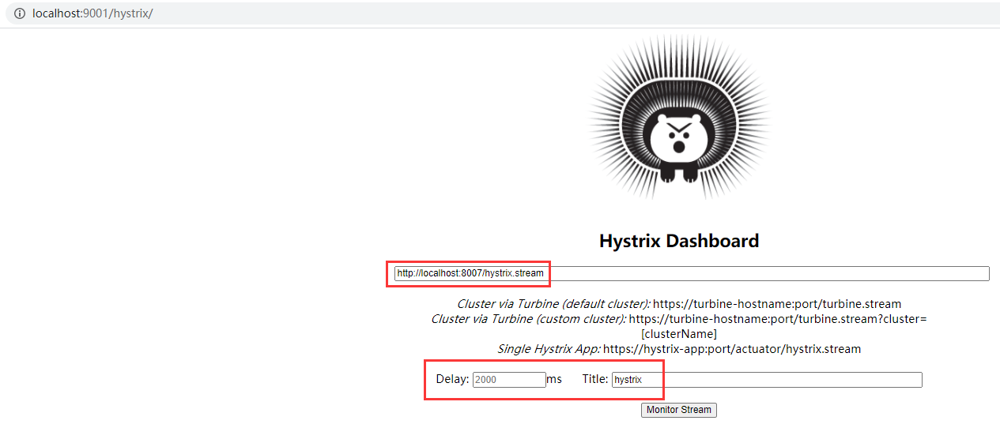 localhost:9001/hystrix/
Hystrix Dashboard
http://localhost:8007/hystrix.stream
Cluster via Turbine (default cluster): https://turbine-hostname:port/turbine.stream
Cluster via Turbine (custom cluster): https://turbine-hostname:port/turbine.stream?cluster=
[clusterName]
Single Hystrix App: https://hystrix-app:port/actuator/hystrix.stream
Delay: 2000 ms Title: hystrix
Monitor Stream